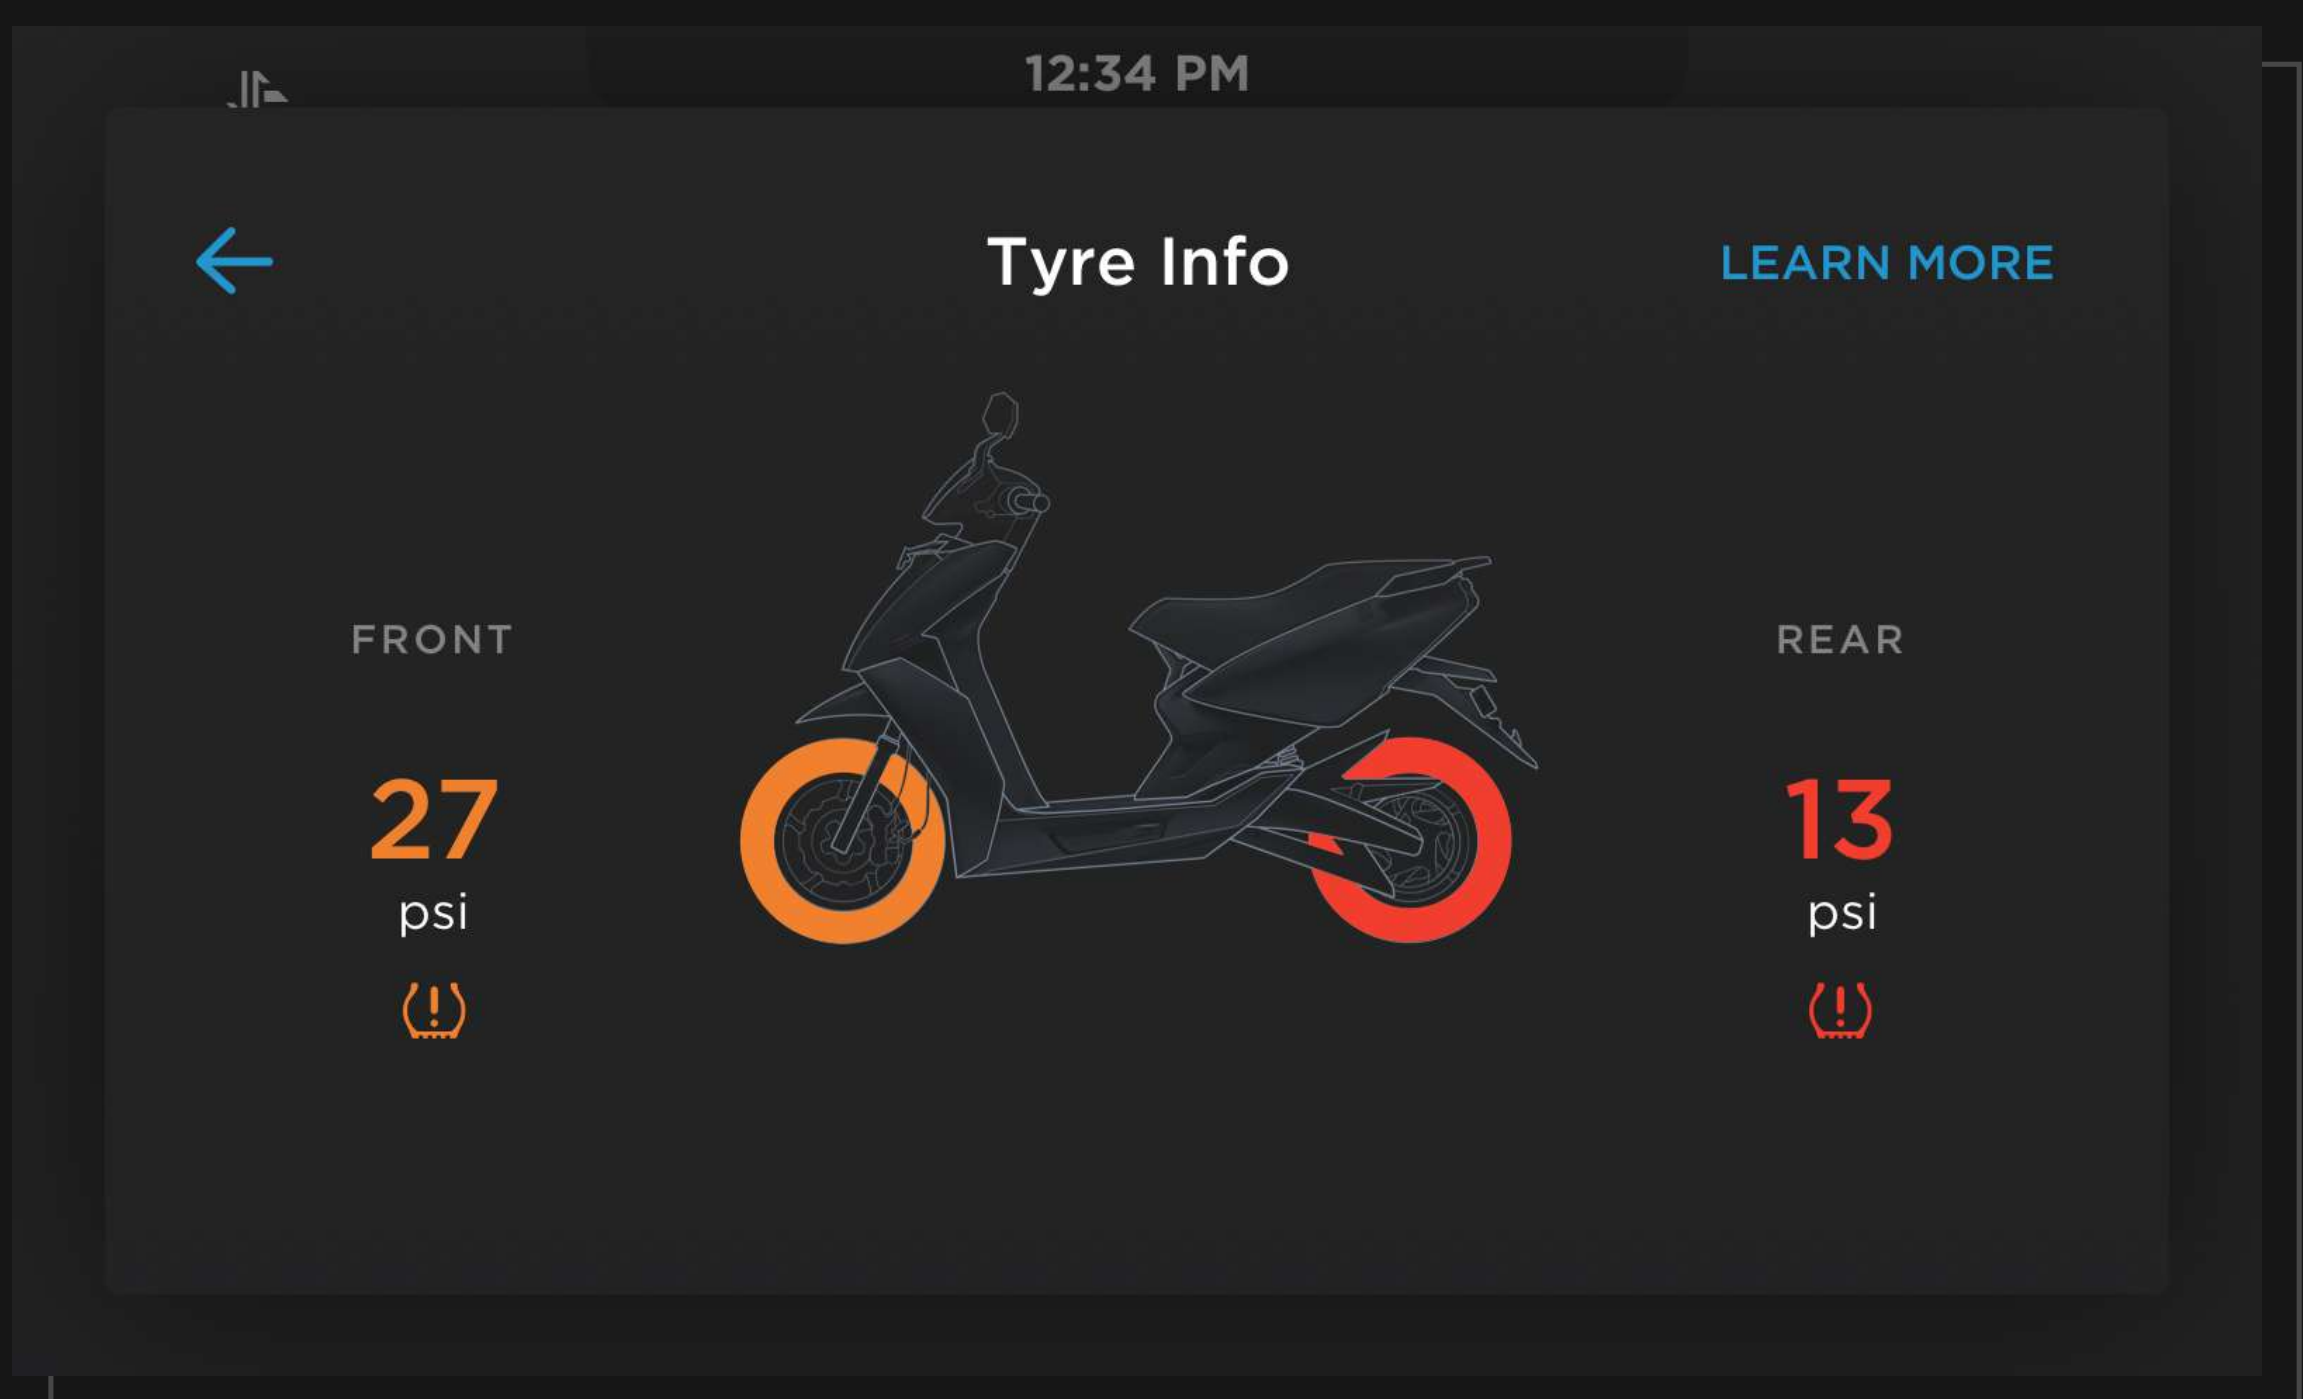 12:34 PM
Tyre Info
LEARN MORE
FRONT
27
psi
REAR
13
psi